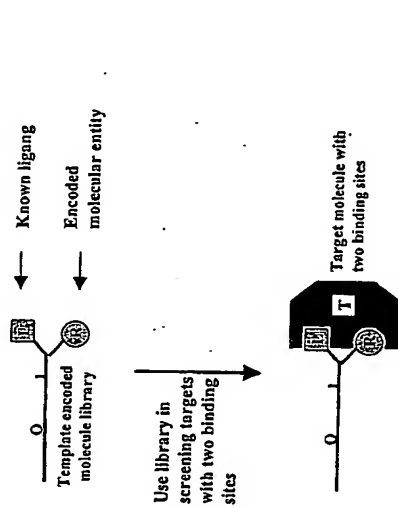 Known ligang
Encoded
molecular entity
O
Template encoded
molecule library
Use library in
screening targets
with two binding
sites
T
Target molecule with
two binding sites
O